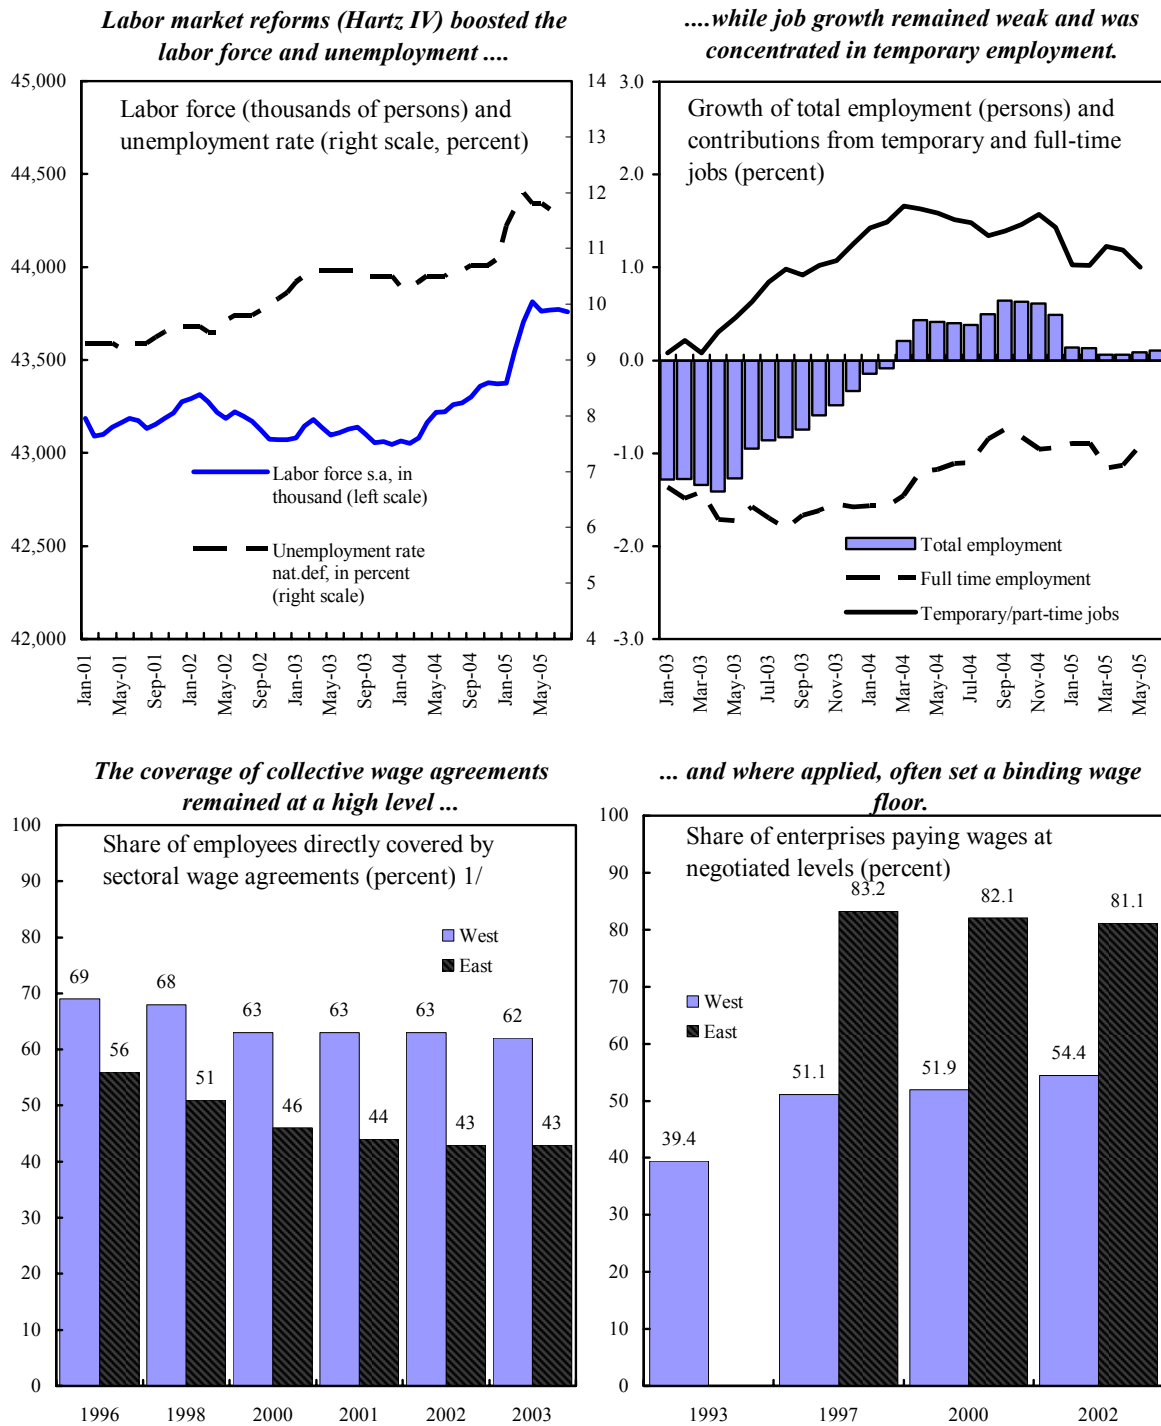 Labor market reforms (Hartz IV) boosted the
labor force and unemployment ....
45,000
44,500
44,000
43,500
43,000
42,500
42,000
14
13
12
11
10
9
8
7
6
5
4
Labor force (thousands of persons) and
unemployment rate (right scale, percent)
Labor force s.a, in
thousand (left scale)
Unemployment rate
nat.def, in percent
(right scale)
Jan-01
May-01
Sep-01
Jan-02
May-02
Sep-02
Jan-03
May-03
Sep-03
Jan-04
May-04
Sep-04
Jan-05
May-05
....while job growth remained weak and was
concentrated in temporary employment.
3.0
2.0
1.0
0.0
-1.0
-2.0
-3.0
Growth of total employment (persons) and
contributions from temporary and full-time
jobs (percent)
Total employment
Full time employment
Temporary/part-time jobs
Jan-03
Mar-03
May-03
Jul-03
Sep-03
Nov-03
Jan-04
Mar-04
May-04
Jul-04
Sep-04
Nov-04
Jan-05
Mar-05
May-05
The coverage of collective wage agreements
remained at a high level ...
100
90
80
70
60
50
40
30
20
10
0
Share of employees directly covered by
sectoral wage agreements (percent) 1/
West
East
69
56
68
51
63
46
63
44
63
43
62
43
1996
1998
2000
2001
2002
2003
... and where applied, often set a binding wage
floor.
100
90
80
70
60
50
40
30
20
10
0
Share of enterprises paying wages at
negotiated levels (percent)
West
East
39.4
51.1
83.2
51.9
82.1
54.4
81.1
1993
1997
2000
2002